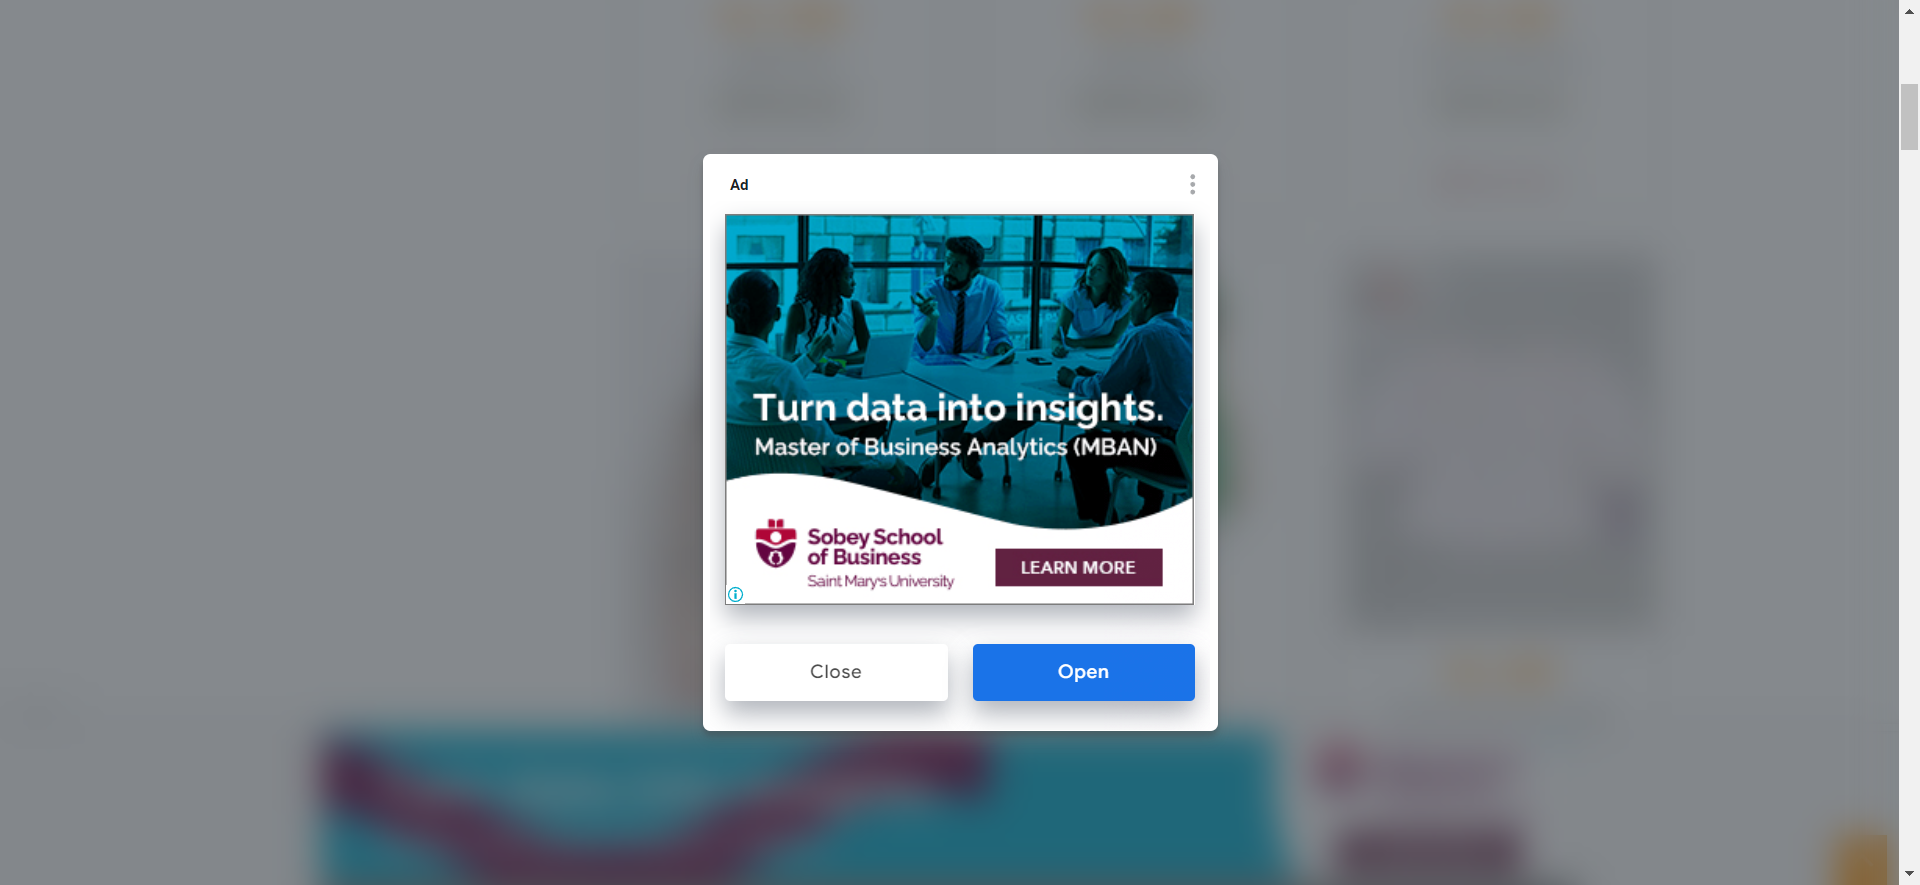 Ad
Turn data into insights.
Master of Business Analytics (MBAN)
Sobey School
of Business
Saint Mary's University
LEARN MORE
Close
Open